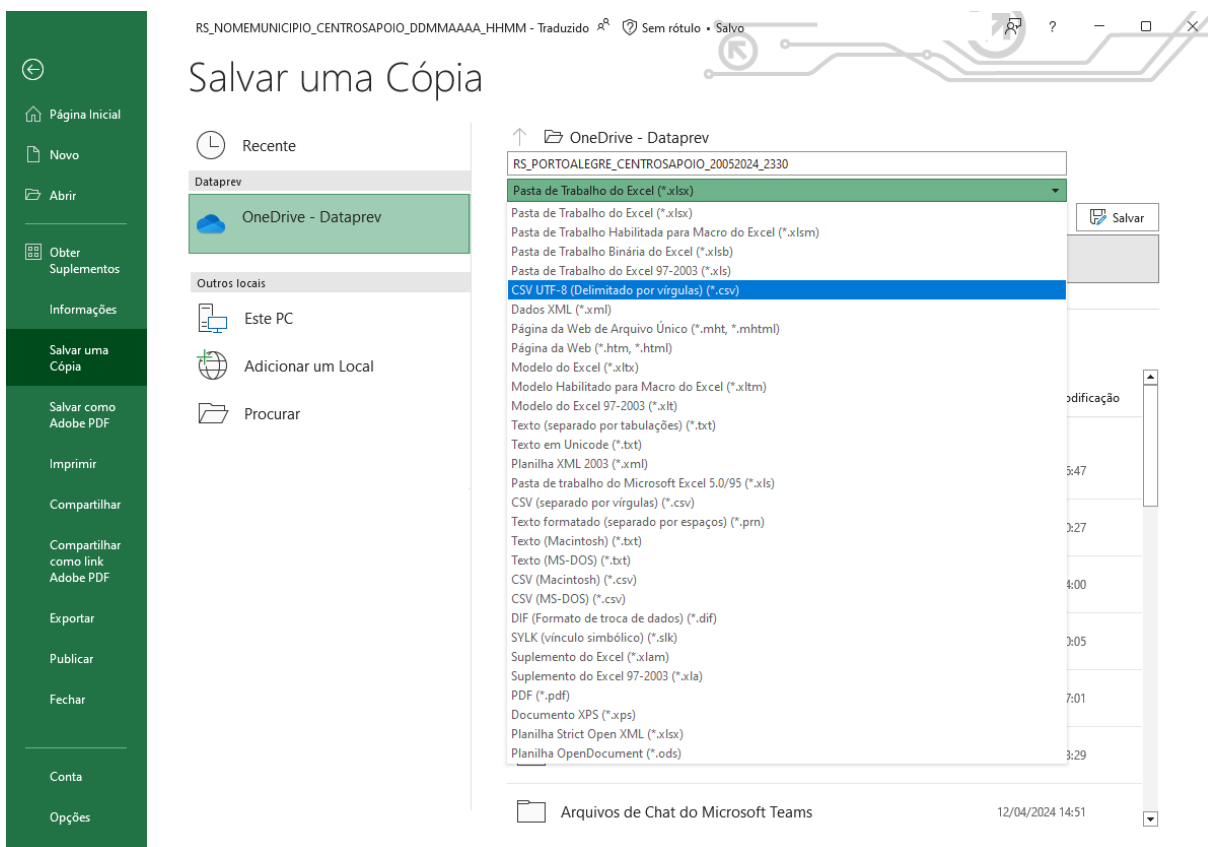 RS_NOMEMUNICIPIO_CENTROSAPOIO_DDMMAAAA_HHMM - Traduzido Sem rótulo • Salvo
?
Salvar uma Cópia
Página Inicial
Novo
Abrir
Obter
Suplementos
Informações
Salvar uma
Cópia
Salvar como
Adobe PDF
Imprimir
Compartilhar
Compartilhar
como link
Adobe PDF
Exportar
Publicar
Fechar
Conta
Opções
Recente
Dataprev
OneDrive - Dataprev
Outros locais
Este PC
Adicionar um Local
Procurar
OneDrive - Dataprev
RS_PORTOALEGRE_CENTROSAPOIO_20052024_2330
Pasta de Trabalho do Excel (*.xlsx)
Salvar
Pasta de Trabalho do Excel (*.xlsx)
Pasta de Trabalho Habilitada para Macro do Excel (*.xlsm)
Pasta de Trabalho Binária do Excel (*.xlsb)
Pasta de Trabalho do Excel 97-2003 (*.xls)
CSV UTF-8 (Delimitado por vírgulas) (*.csv)
Dados XML (*.xml)
Página da Web de Arquivo Único (*.mht, *.mhtml)
Página da Web (*.htm, *.html)
Modelo do Excel (*.xltx)
Modelo Habilitado para Macro do Excel (*.xltm)
Modelo do Excel 97-2003 (*.xlt)
Texto (separado por tabulações) (*.txt)
Texto em Unicode (*.txt)
Planilha XML 2003 (*.xml)
Pasta de trabalho do Microsoft Excel 5.0/95 (*.xls)
CSV (separado por vírgulas) (*.csv)
Texto formatado (separado por espaços) (*.prn)
Texto (Macintosh) (*.txt)
Texto (MS-DOS) (*.txt)
CSV (Macintosh) (*.csv)
CSV (MS-DOS) (*.csv)
DIF (Formato de troca de dados) (*.dif)
SYLK (vínculo simbólico) (*.slk)
Suplemento do Excel (*.xlam)
Suplemento do Excel 97-2003 (*.xla)
PDF (*.pdf)
Documento XPS (*.xps)
Planilha Strict Open XML (*.xlsx)
Planilha OpenDocument (*.ods)
odificação
:47
:27
:00
:05
:01
:29
Arquivos de Chat do Microsoft Teams 12/04/2024 14:51